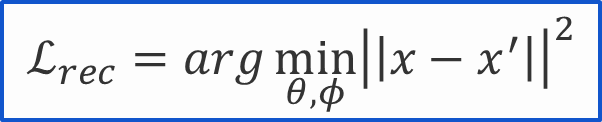 ℒ_rec = arg min_{θ,ϕ} ||x − x′||²